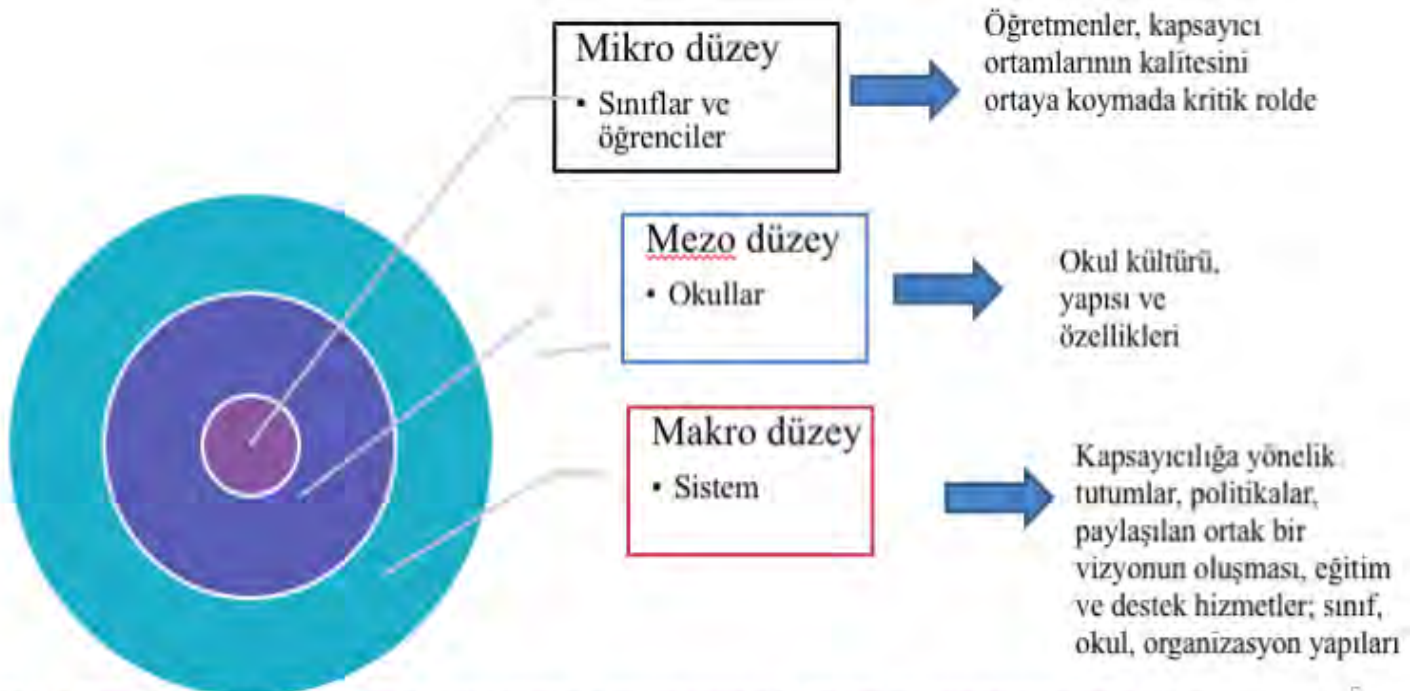 Mikro düzey
• Sınıflar ve
öğrenciler
Öğretmenler, kapsayıcı
ortamlarının kalitesini
ortaya koymada kritik rolde
Mezo düzey
• Okullar
Okul kültürü,
yapısı ve
özellikleri
Makro düzey
• Sistem
Kapsayıcılığa yönelik
tutumlar, politikalar,
paylaşılan ortak bir
vizyonun oluşması, eğitim
ve destek hizmetler; sınıf,
okul, organizasyon yapıları